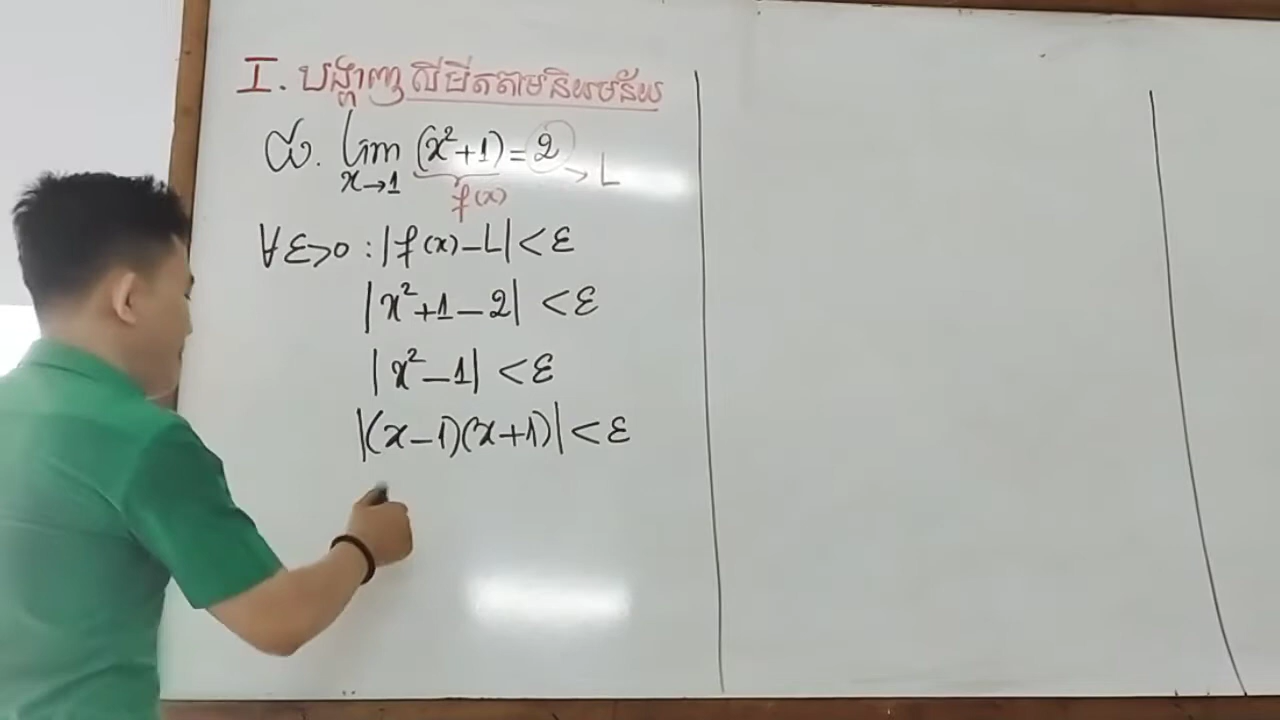 I. បង្ហាញលីមីតតាមនិយមន័យ
ឃ. lim (x²+1) = 2 → L
x→1
f(x)
∀ε>0 : |f(x)-L| < ε
|x²+1-2| < ε
|x²-1| < ε
|(x-1)(x+1)| < ε